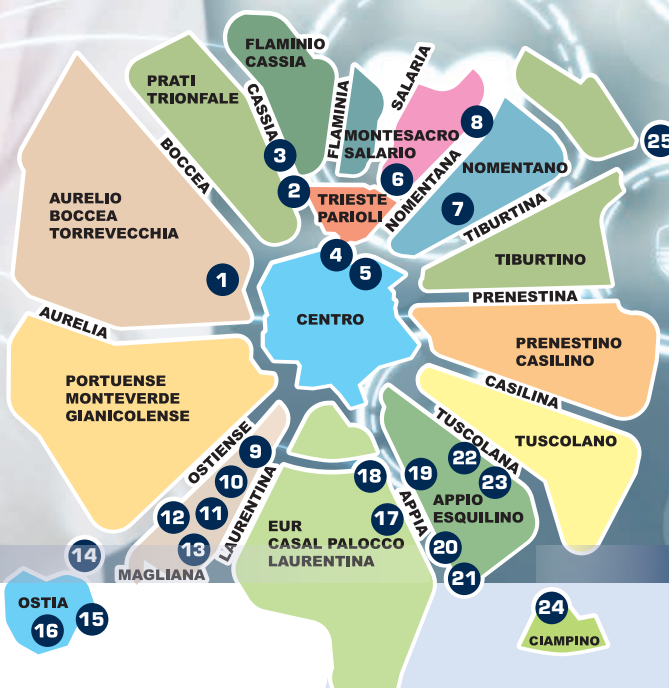 FLAMINIO
CASSIA
PRATI
TRIONFALE
CASSIA
FLAMINIA
SALARIA
BOCCEA
3
2
MONTESACRO
SALARIO
8
6
NOMENTANA
NOMENTANO
7
TIBURTINA
25
AURELIO
BOCCEA
TORREVECCHIA
1
TRIESTE
PARIOLI
4
5
TIBURTINO
PRENESTINA
CENTRO
AURELIA
PRENESTINO
CASILINO
CASILINA
PORTUENSE
MONTEVERDE
GIANICOLENSE
TUSCOLANA
TUSCOLANO
OSTIENSE
9
10
11
12
13
LAURENTINA
MAGLIANA
18
17
EUR
CASAL PALOCCO
LAURENTINA
APPIA
19
22
23
APPIO
ESQUILINO
20
21
14
OSTIA
15
16
24
CIAMPINO